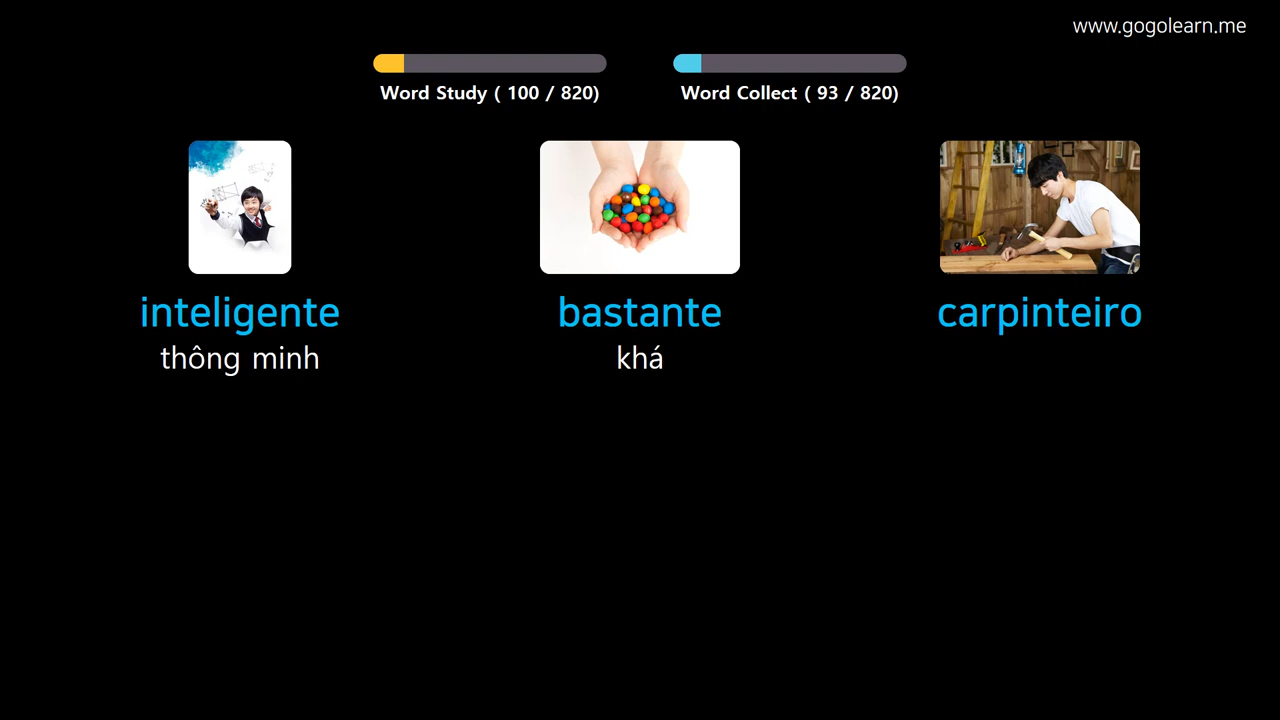 www.gogolearn.me
Word Study ( 100 / 820)
Word Collect ( 93 / 820)
inteligente
thông minh
bastante
khá
carpinteiro